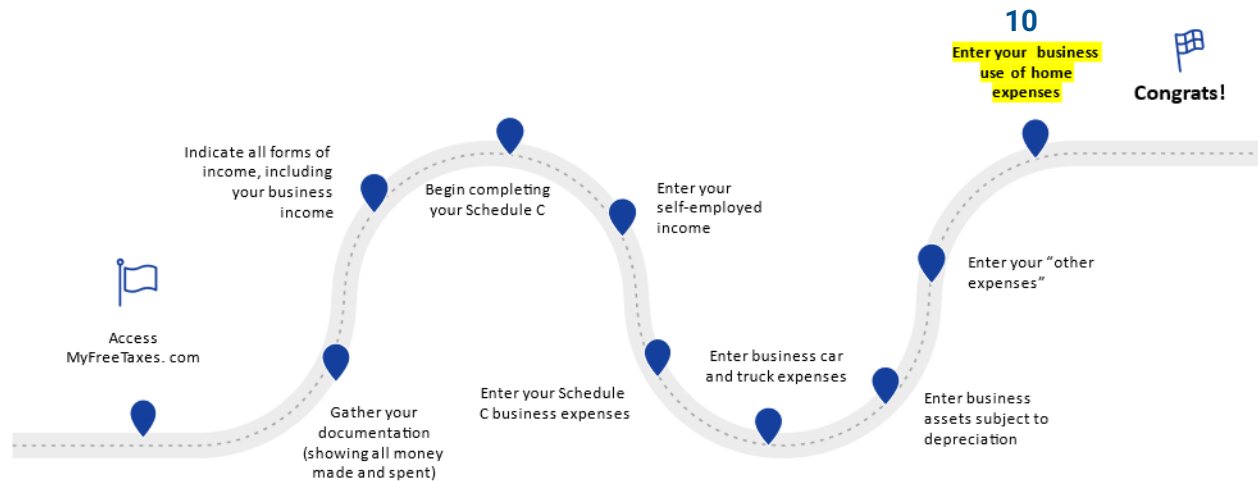 Access
MyFreeTaxes. com
Gather your
documentation
(showing all money
made and spent)
Indicate all forms of
income, including
your business
income
Begin completing
your Schedule C
Enter your
self-employed
income
Enter your Schedule
C business expenses
Enter business car
and truck expenses
Enter business
assets subject to
depreciation
Enter your “other
expenses”
10
Enter your business
use of home
expenses
Congrats!